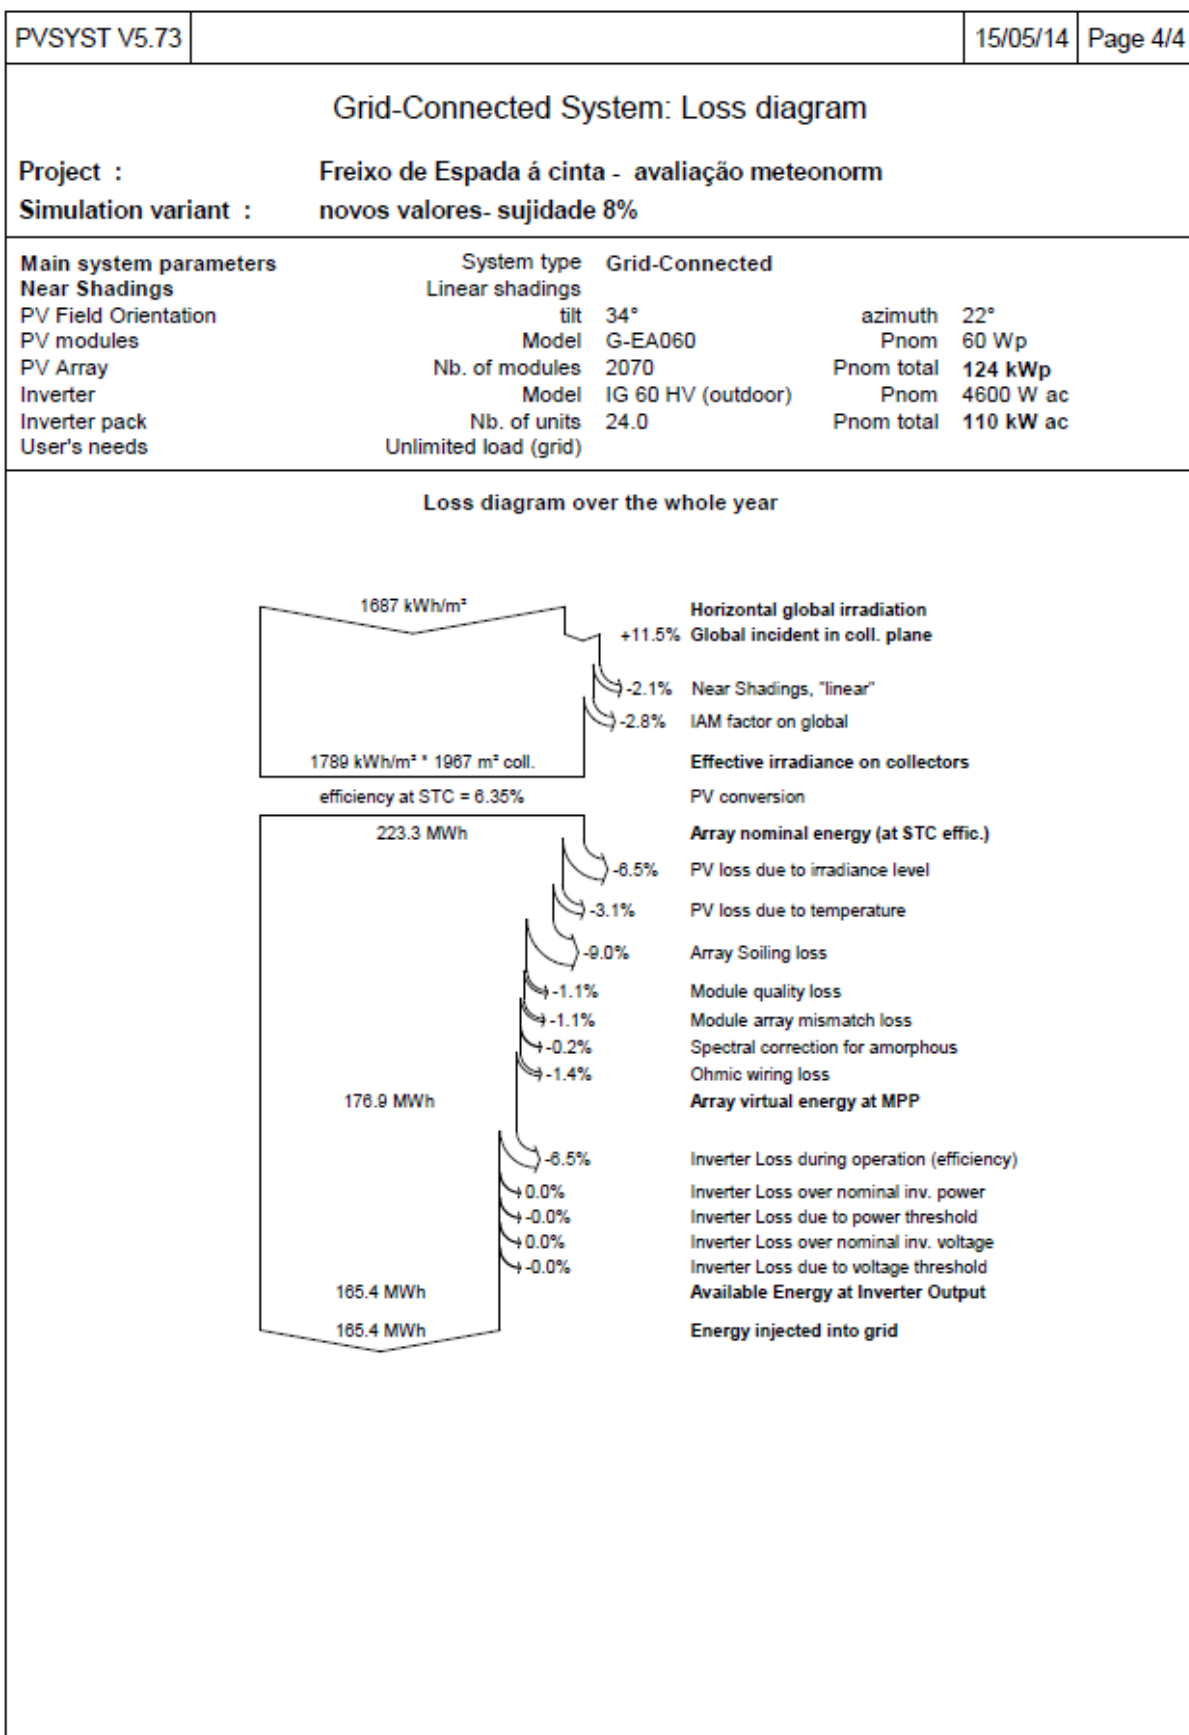 PVSYST V5.73 15/05/14 Page 4/4
Grid-Connected System: Loss diagram
Project : Freixo de Espada á cinta - avaliação meteonorm
Simulation variant : novos valores- sujidade 8%
Main system parameters System type Grid-Connected
Near Shadings Linear shadings
PV Field Orientation tilt 34° azimuth 22°
PV modules Model G-EA060 Pnom 60 Wp
PV Array Nb. of modules 2070 Pnom total 124 kWp
Inverter Model IG 60 HV (outdoor) Pnom 4600 W ac
Inverter pack Nb. of units 24.0 Pnom total 110 kW ac
User's needs Unlimited load (grid)
Loss diagram over the whole year
1687 kWh/m² Horizontal global irradiation
+11.5% Global incident in coll. plane
-2.1% Near Shadings, "linear"
-2.8% IAM factor on global
1789 kWh/m² * 1967 m² coll. Effective irradiance on collectors
efficiency at STC = 6.35% PV conversion
223.3 MWh Array nominal energy (at STC effic.)
-6.5% PV loss due to irradiance level
-3.1% PV loss due to temperature
-9.0% Array Soiling loss
-1.1% Module quality loss
-1.1% Module array mismatch loss
-0.2% Spectral correction for amorphous
-1.4% Ohmic wiring loss
176.9 MWh Array virtual energy at MPP
-6.5% Inverter Loss during operation (efficiency)
0.0% Inverter Loss over nominal inv. power
-0.0% Inverter Loss due to power threshold
0.0% Inverter Loss over nominal inv. voltage
-0.0% Inverter Loss due to voltage threshold
165.4 MWh Available Energy at Inverter Output
165.4 MWh Energy injected into grid